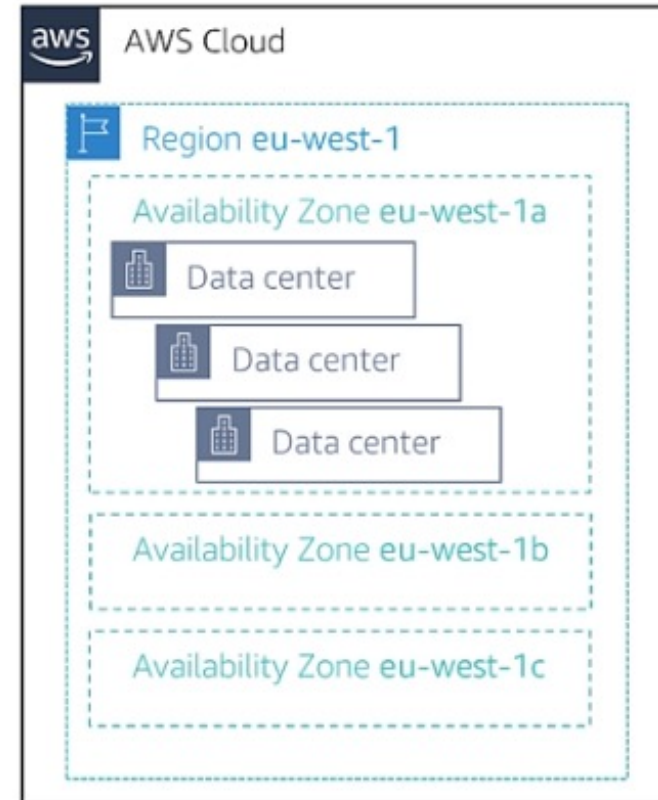 aws
AWS Cloud
Region eu-west-1
Availability Zone eu-west-1a
Data center
Data center
Data center
Availability Zone eu-west-1b
Availability Zone eu-west-1c